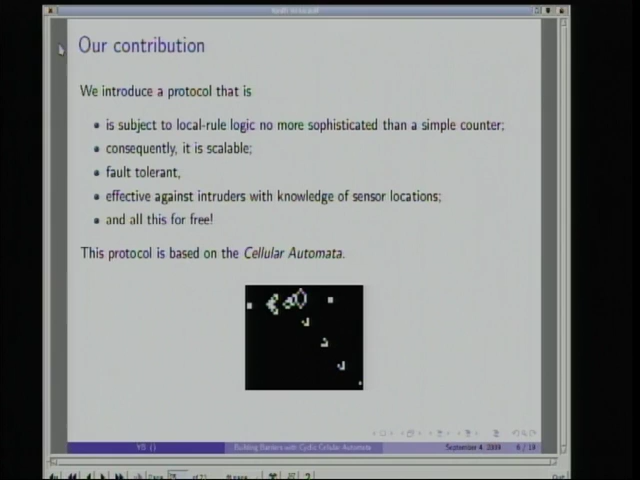 Our contribution
We introduce a protocol that is
is subject to local-rule logic no more sophisticated than a simple counter;
consequently, it is scalable;
fault tolerant,
effective against intruders with knowledge of sensor locations;
and all this for free!
This protocol is based on the Cellular Automata.
YB () Building Barriers with Cyclic Cellular Automata September 4, 2009